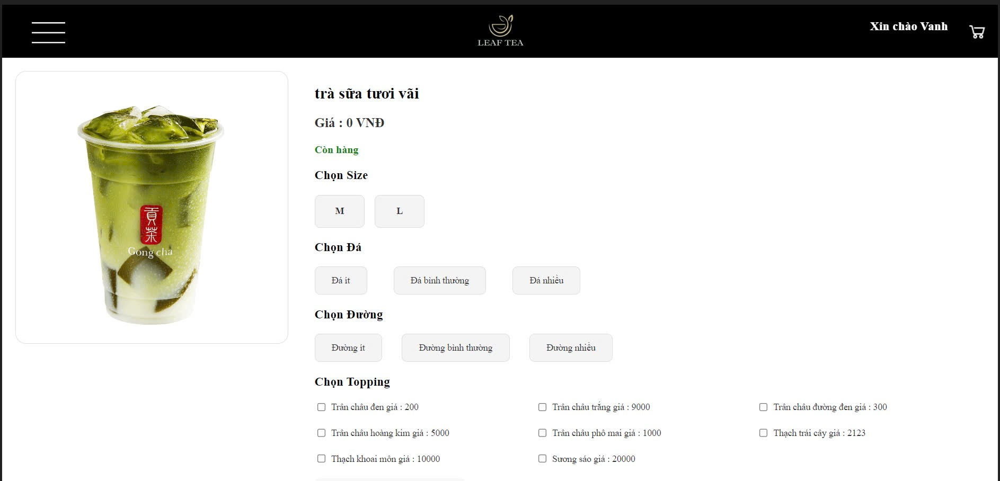 LEAF TEA
Xin chào Vanh
貢茶
Gong cha
trà sữa tươi vãi
Giá : 0 VNĐ
Còn hàng
Chọn Size
M L
Chọn Đá
Đá ít Đá bình thường Đá nhiều
Chọn Đường
Đường ít Đường bình thường Đường nhiều
Chọn Topping
Trân châu đen giá : 200 Trân châu trắng giá : 9000 Trân châu đường đen giá : 300
Trân châu hoàng kim giá : 5000 Trân châu phô mai giá : 1000 Thạch trái cây giá : 2123
Thạch khoai môn giá : 10000 Sương sáo giá : 20000